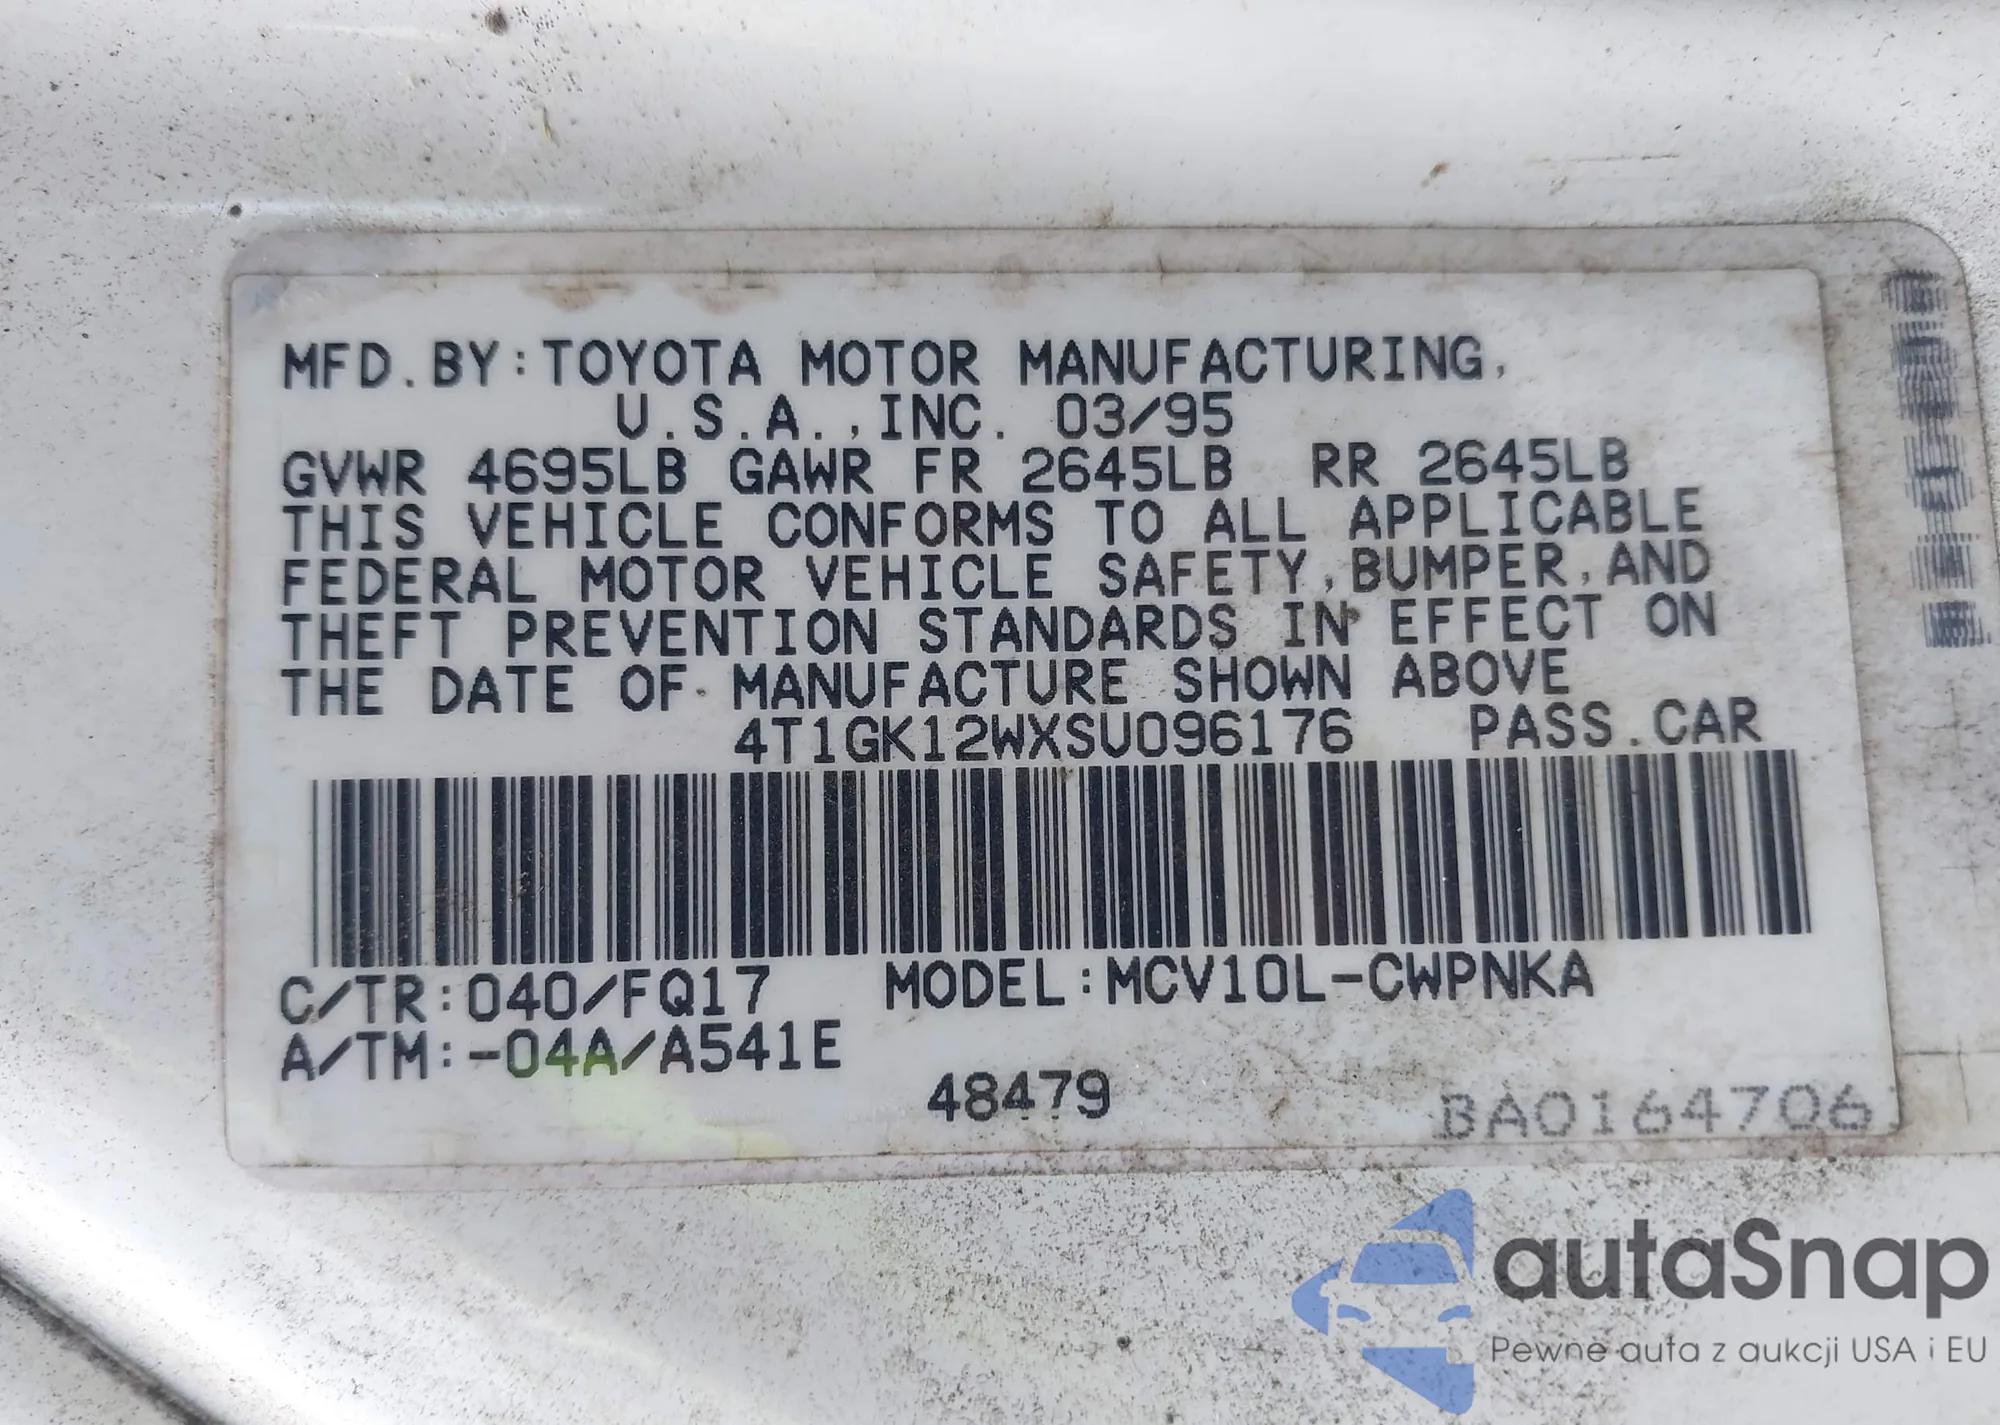 MFD.BY:TOYOTA MOTOR MANUFACTURING,
U.S.A.,INC. 03/95
GVWR 4695LB GAWR FR 2645LB RR 2645LB
THIS VEHICLE CONFORMS TO ALL APPLICABLE
FEDERAL MOTOR VEHICLE SAFETY,BUMPER,AND
THEFT PREVENTION STANDARDS IN EFFECT ON
THE DATE OF MANUFACTURE SHOWN ABOVE
4T1GK12WXSU096176 PASS.CAR
C/TR:040/FQ17 MODEL:MCV10L-CWPNKA
A/TM:-04A/A541E
48479
BA0164706
autaSnap
Pewne auta z aukcji USA i EU